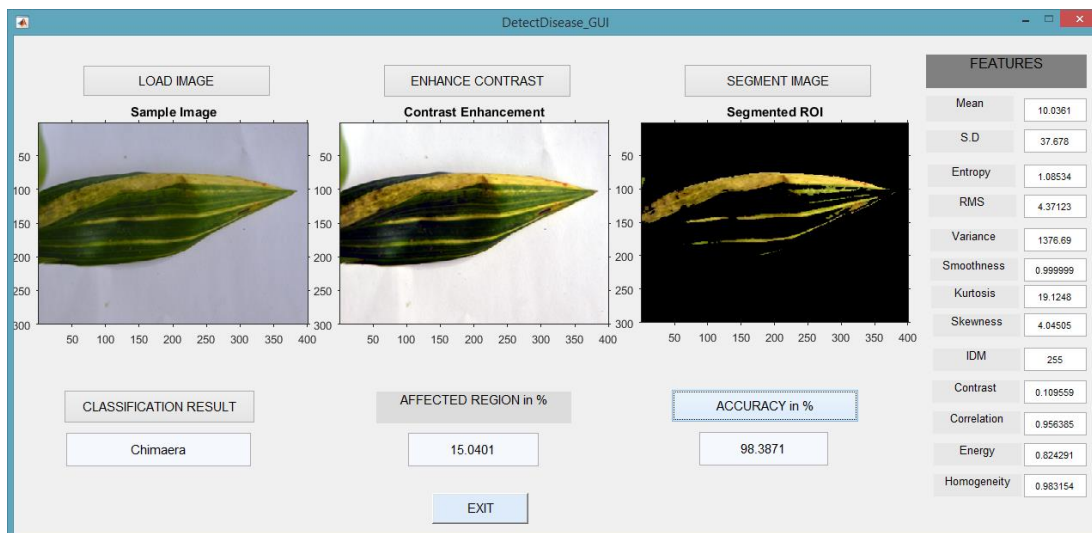 DetectDisease_GUI
LOAD IMAGE
ENHANCE CONTRAST
SEGMENT IMAGE
Sample Image
Contrast Enhancement
Segmented ROI
50
100
150
200
250
300
50 100 150 200 250 300 350 400
50
100
150
200
250
300
50 100 150 200 250 300 350 400
50
100
150
200
250
300
50 100 150 200 250 300 350 400
CLASSIFICATION RESULT
Chimaera
AFFECTED REGION in %
15.0401
ACCURACY in %
98.3871
EXIT
FEATURES
Mean 10.0361
S.D 37.678
Entropy 1.08534
RMS 4.37123
Variance 1376.69
Smoothness 0.999999
Kurtosis 19.1248
Skewness 4.04505
IDM 255
Contrast 0.109559
Correlation 0.956385
Energy 0.824291
Homogeneity 0.983154